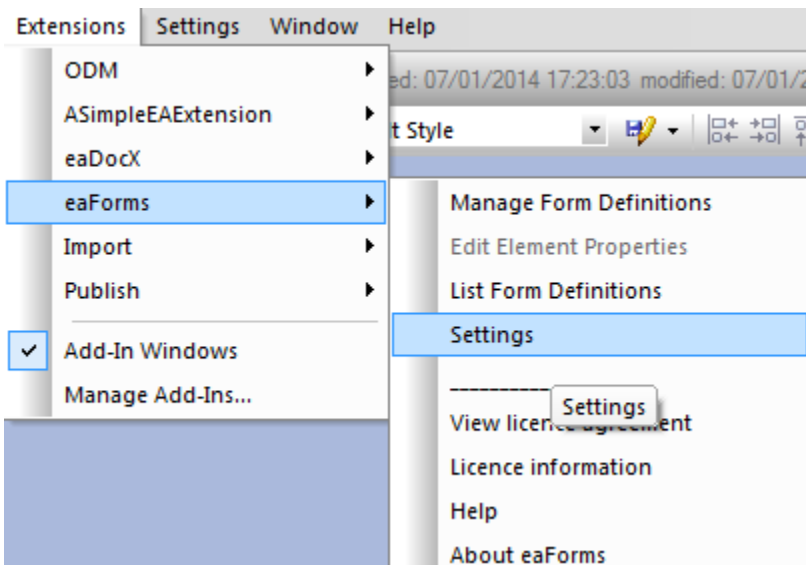 Extensions Settings Window Help
ed: 07/01/2014 17:23:03 modified: 07/01/2
t Style
ODM
ASimpleEAExtension
eaDocX
eaForms
Import
Publish
Add-In Windows
Manage Add-Ins...
Manage Form Definitions
Edit Element Properties
List Form Definitions
Settings
Settings
View licence agreement
Licence information
Help
About eaForms